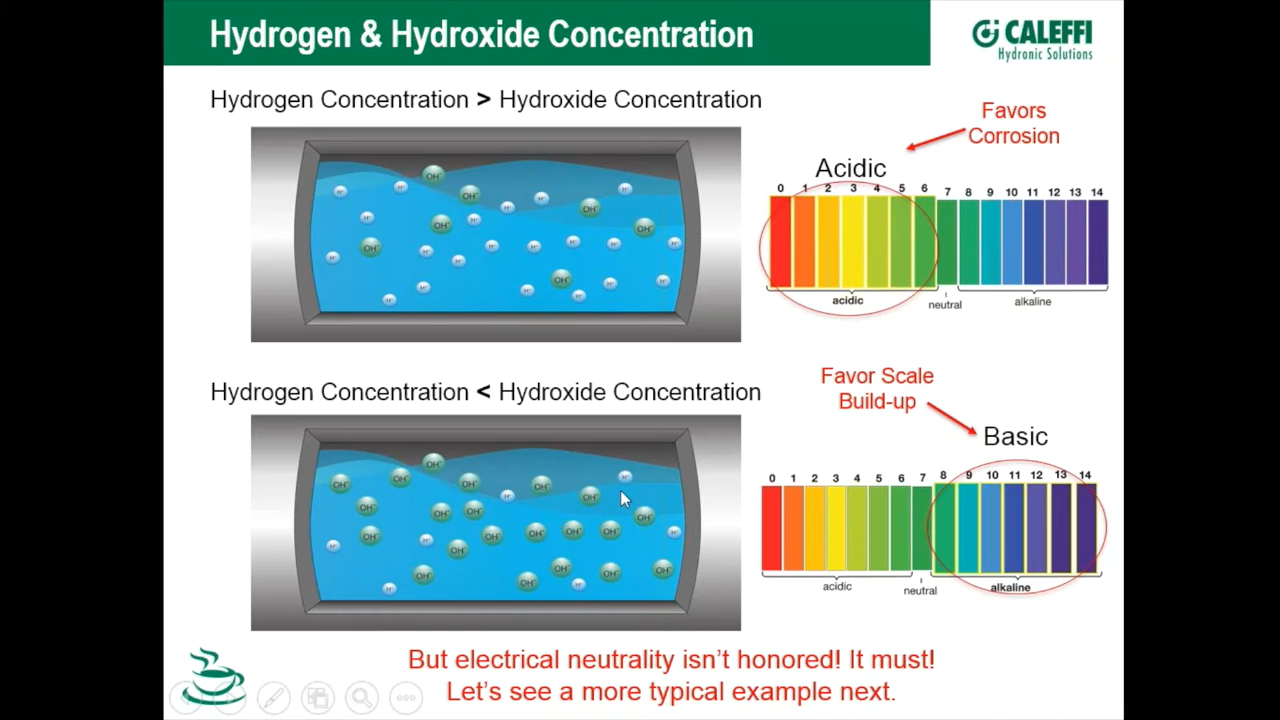 Hydrogen & Hydroxide Concentration
CALEFFI
Hydronic Solutions
Hydrogen Concentration > Hydroxide Concentration
Favors
Corrosion
Acidic
0 1 2 3 4 5 6 7 8 9 10 11 12 13 14
acidic
neutral
alkaline
OH⁻
H⁺
Hydrogen Concentration < Hydroxide Concentration
Favor Scale
Build-up
Basic
0 1 2 3 4 5 6 7 8 9 10 11 12 13 14
acidic
neutral
alkaline
OH⁻
H⁺
But electrical neutrality isn't honored! It must!
Let's see a more typical example next.